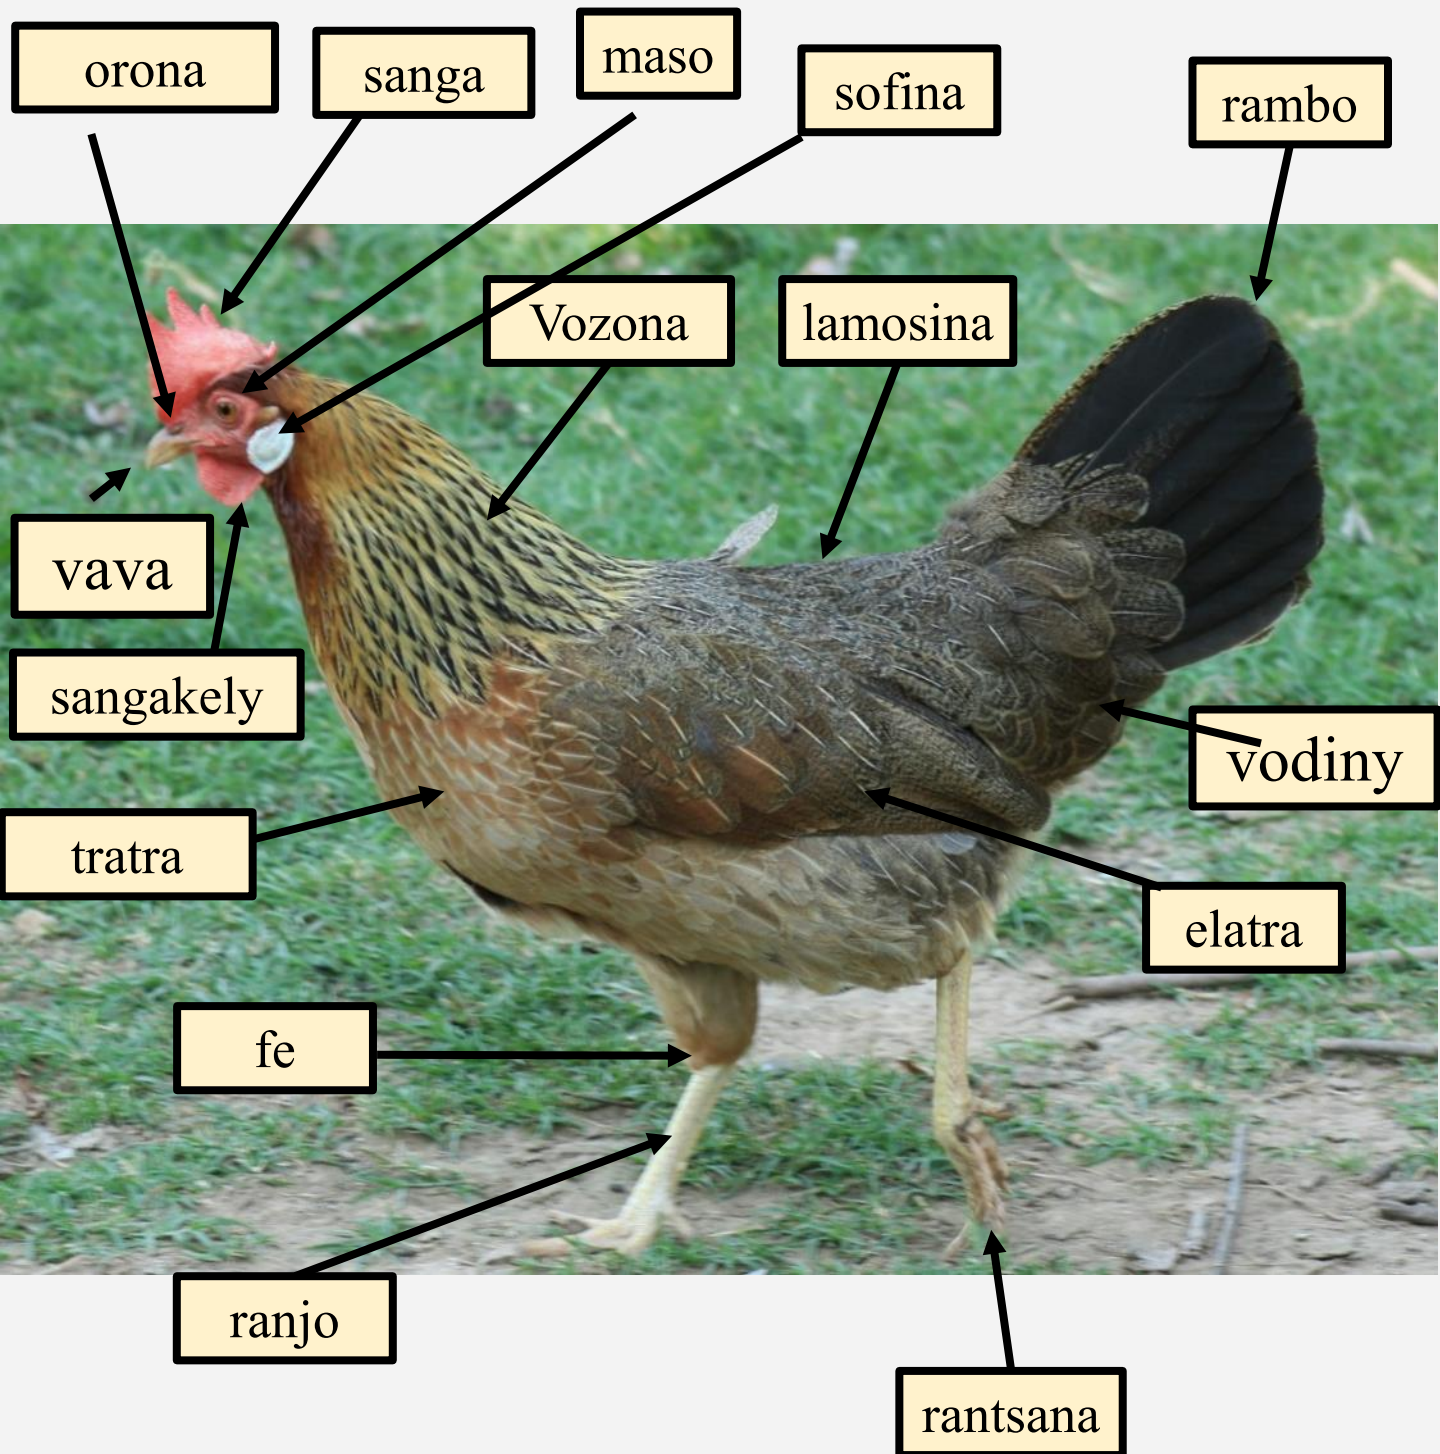 orona
sanga
maso
sofina
rambo
Vozona
lamosina
vava
sangakely
vodiny
tratra
elatra
fe
ranjo
rantsana